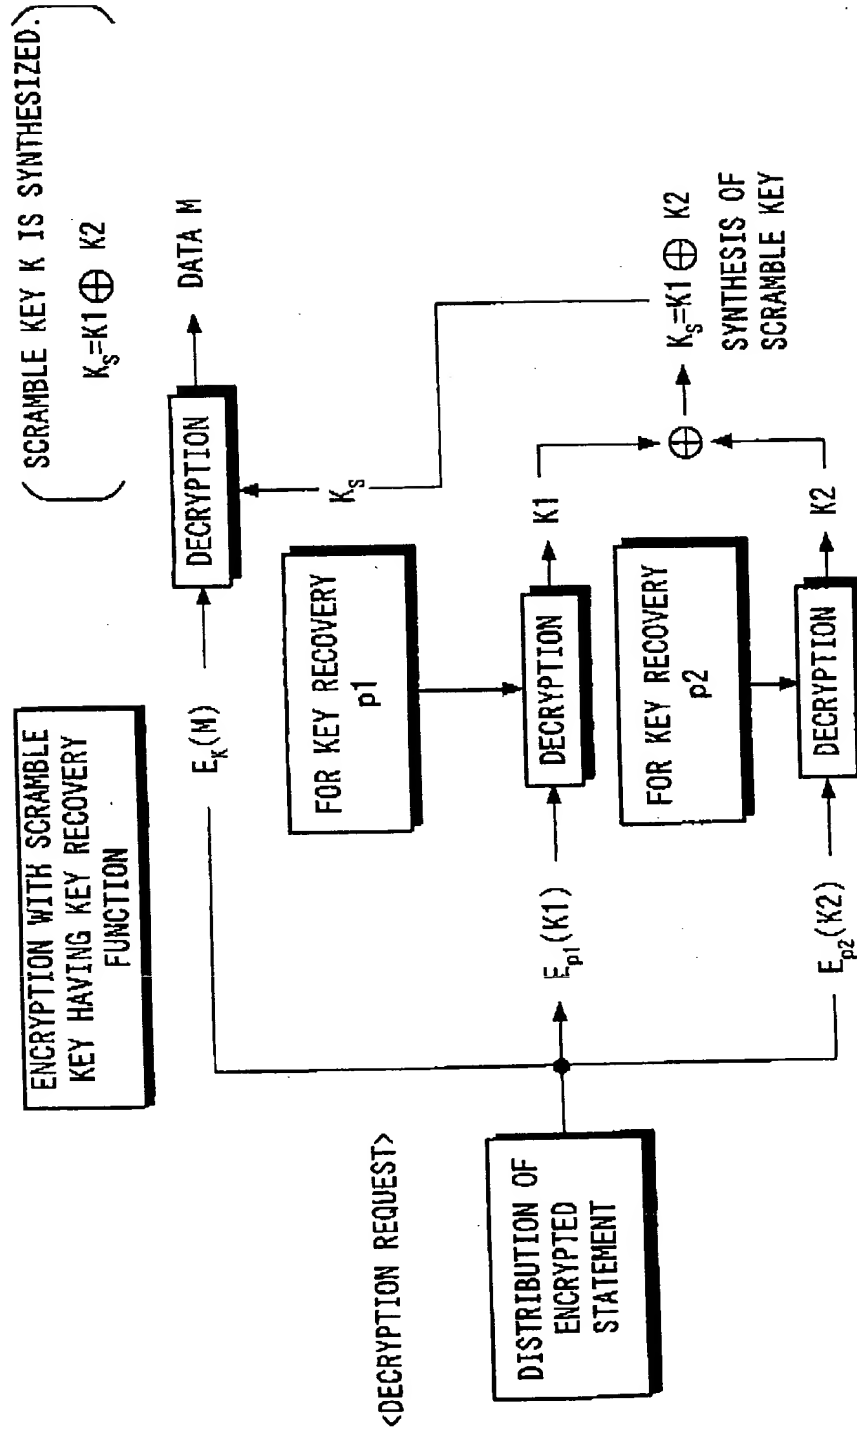 ENCRYPTION WITH SCRAMBLE
KEY HAVING KEY RECOVERY
FUNCTION
SCRAMBLE KEY K IS SYNTHESIZED.
K_S=K1⊕ K2
<DECRYPTION REQUEST>
DISTRIBUTION OF
ENCRYPTED
STATEMENT
E_K(M)
DECRYPTION
DATA M
K_S
FOR KEY RECOVERY
p1
E_p1(K1)
DECRYPTION
K1
FOR KEY RECOVERY
p2
E_p2(K2)
DECRYPTION
K2
⊕
K_S=K1⊕ K2
SYNTHESIS OF
SCRAMBLE KEY